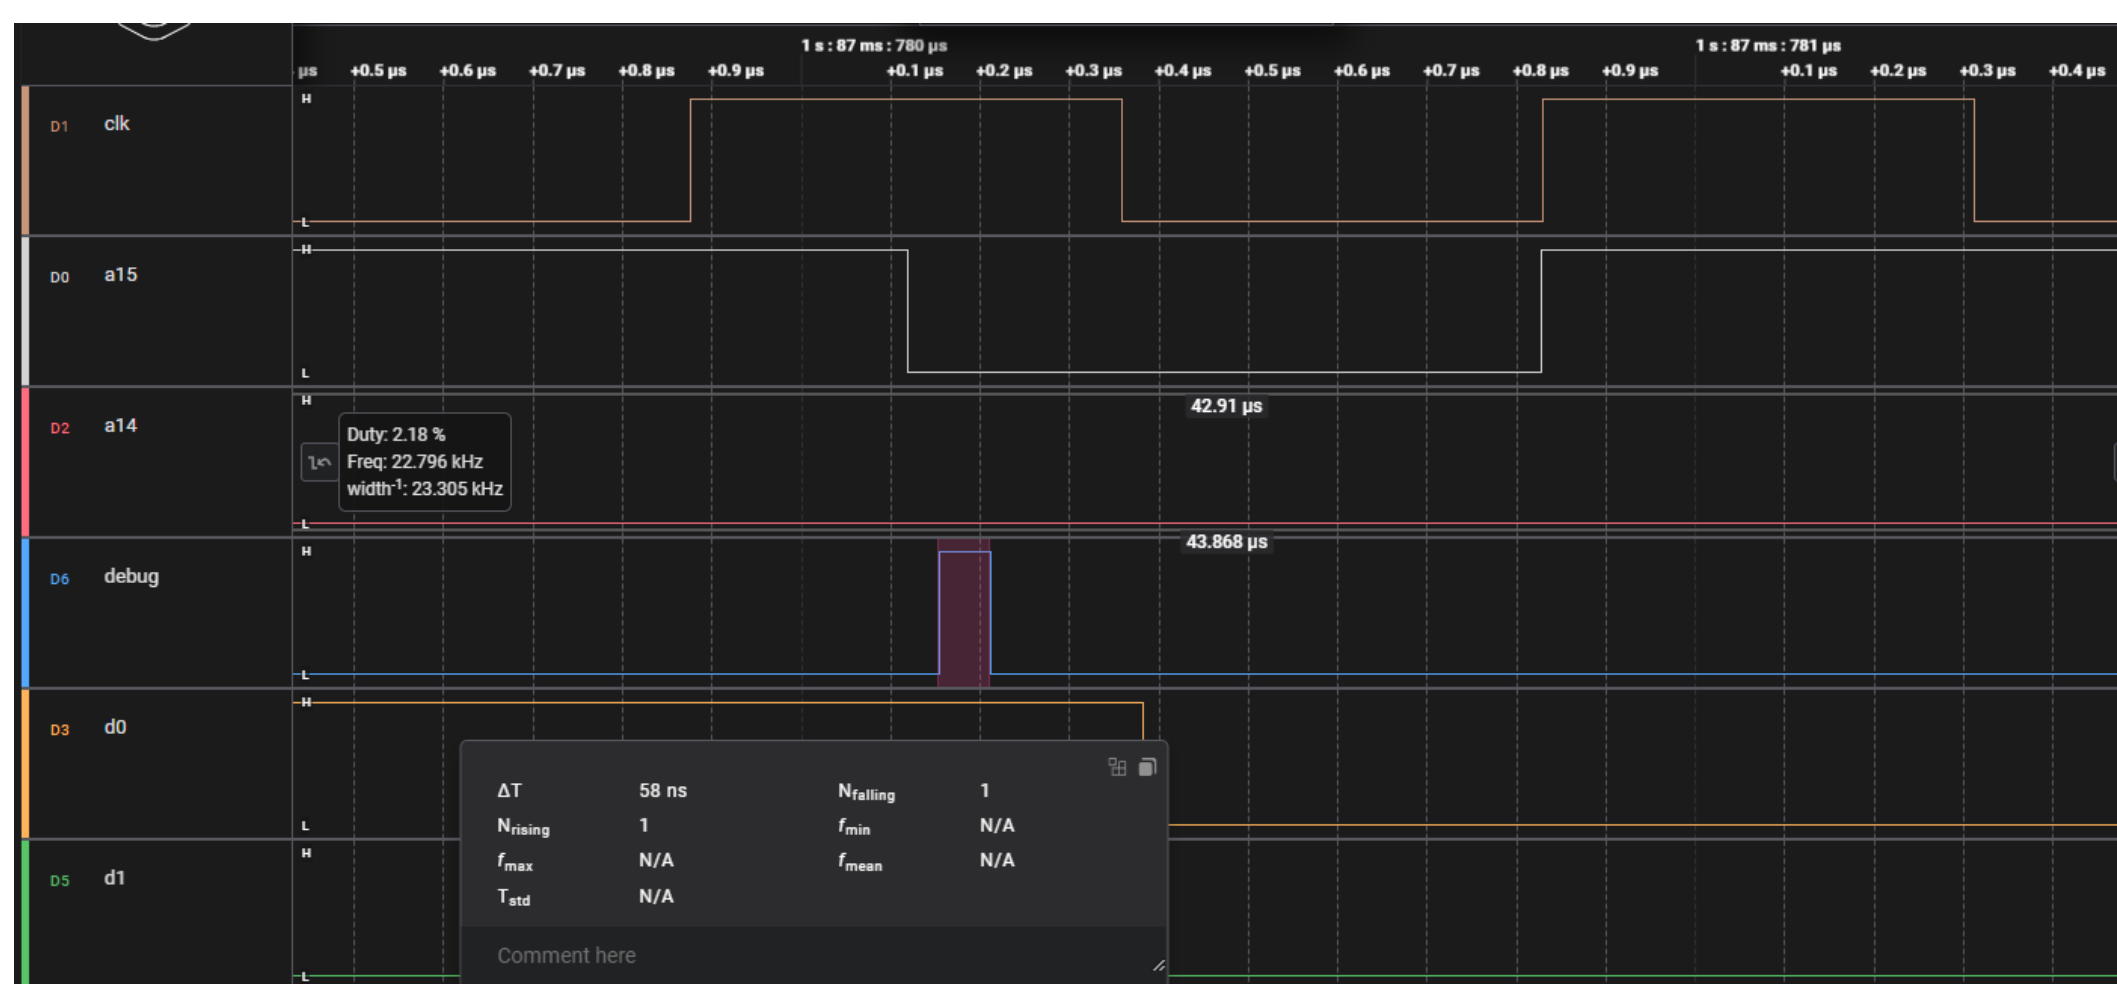 1 s : 87 ms : 780 µs 1 s : 87 ms : 781 µs
µs +0.5 µs +0.6 µs +0.7 µs +0.8 µs +0.9 µs +0.1 µs +0.2 µs +0.3 µs +0.4 µs +0.5 µs +0.6 µs +0.7 µs +0.8 µs +0.9 µs +0.1 µs +0.2 µs +0.3 µs +0.4 µs
H
D1 clk
L
H
D0 a15
L
H
42.91 µs
D2 a14
Duty: 2.18 %
Freq: 22.796 kHz
width-1: 23.305 kHz
L
43.868 µs
H
D6 debug
L
H
D3 d0
L
H
D5 d1
L
ΔT 58 ns Nfalling 1
Nrising 1 fmin N/A
fmax N/A fmean N/A
Tstd N/A
Comment here